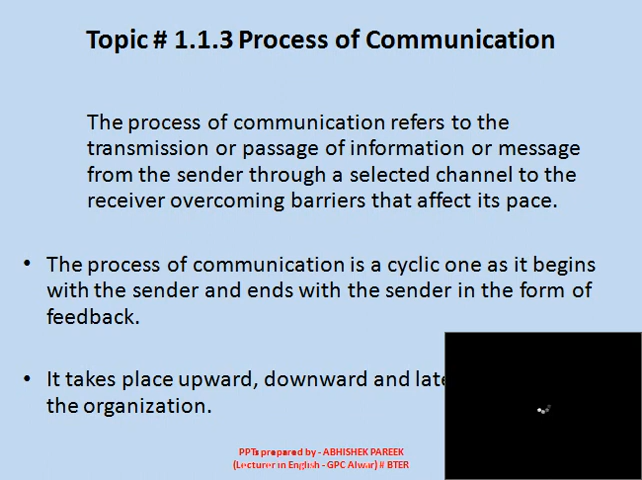 Topic # 1.1.3 Process of Communication
The process of communication refers to the
transmission or passage of information or message
from the sender through a selected channel to the
receiver overcoming barriers that affect its pace.
• The process of communication is a cyclic one as it begins
with the sender and ends with the sender in the form of
feedback.
• It takes place upward, downward and
the organization.
PPTs prepared by - ABHISHEK PAREEK
(Lecturer in English - GPC Alwar) # BTER